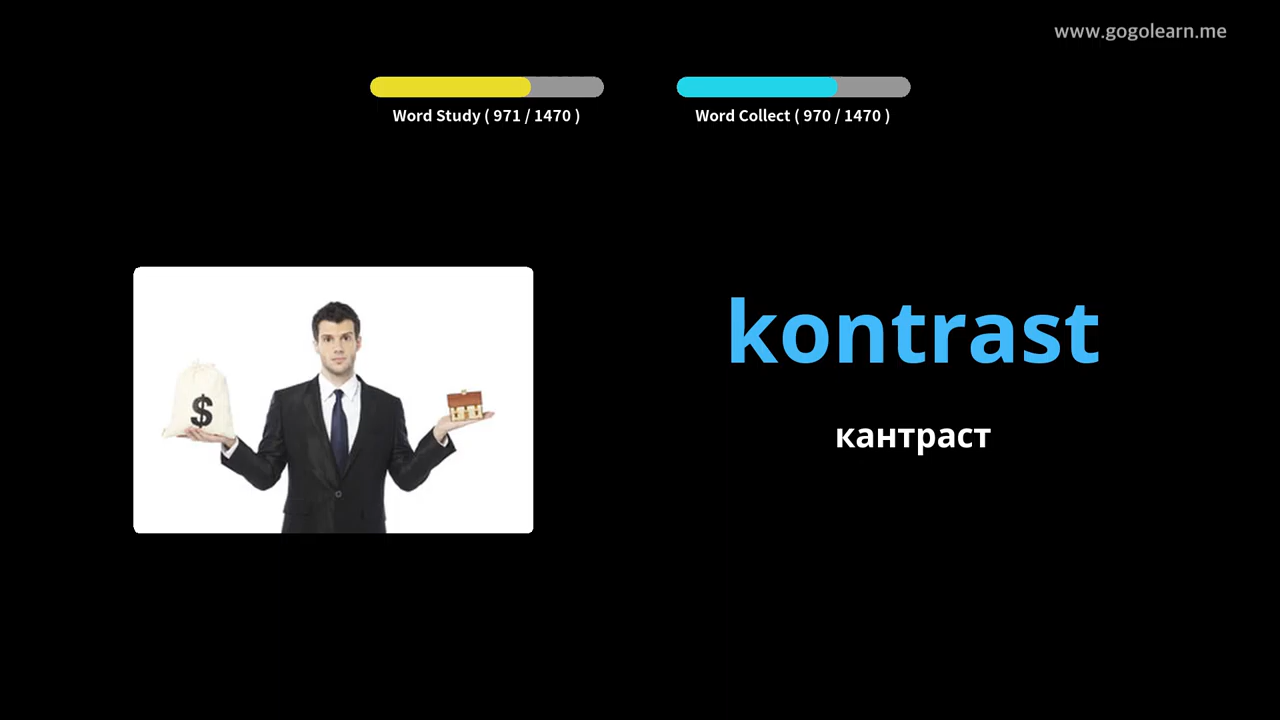 www.gogolearn.me
Word Study ( 971 / 1470 )
Word Collect ( 970 / 1470 )
$
kontrast
кантраст